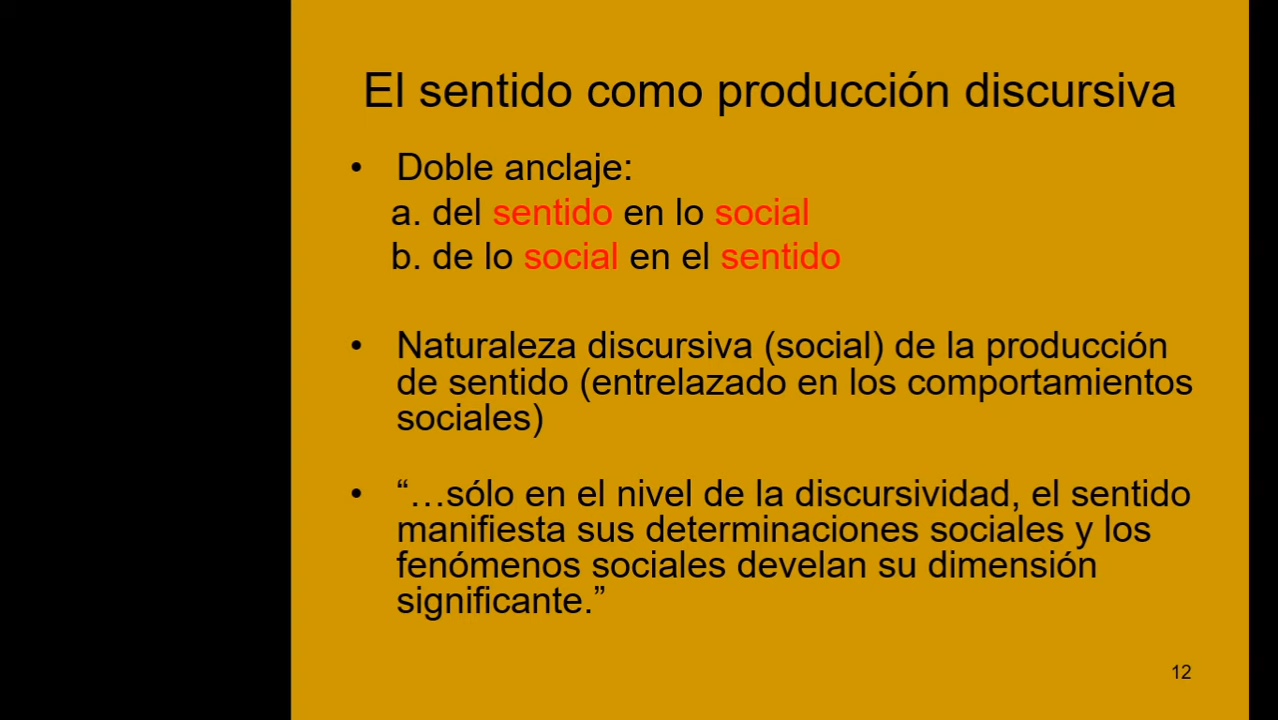 El sentido como producción discursiva
• Doble anclaje:
a. del sentido en lo social
b. de lo social en el sentido
• Naturaleza discursiva (social) de la producción
de sentido (entrelazado en los comportamientos
sociales)
• “…sólo en el nivel de la discursividad, el sentido
manifiesta sus determinaciones sociales y los
fenómenos sociales develan su dimensión
significante.”
12